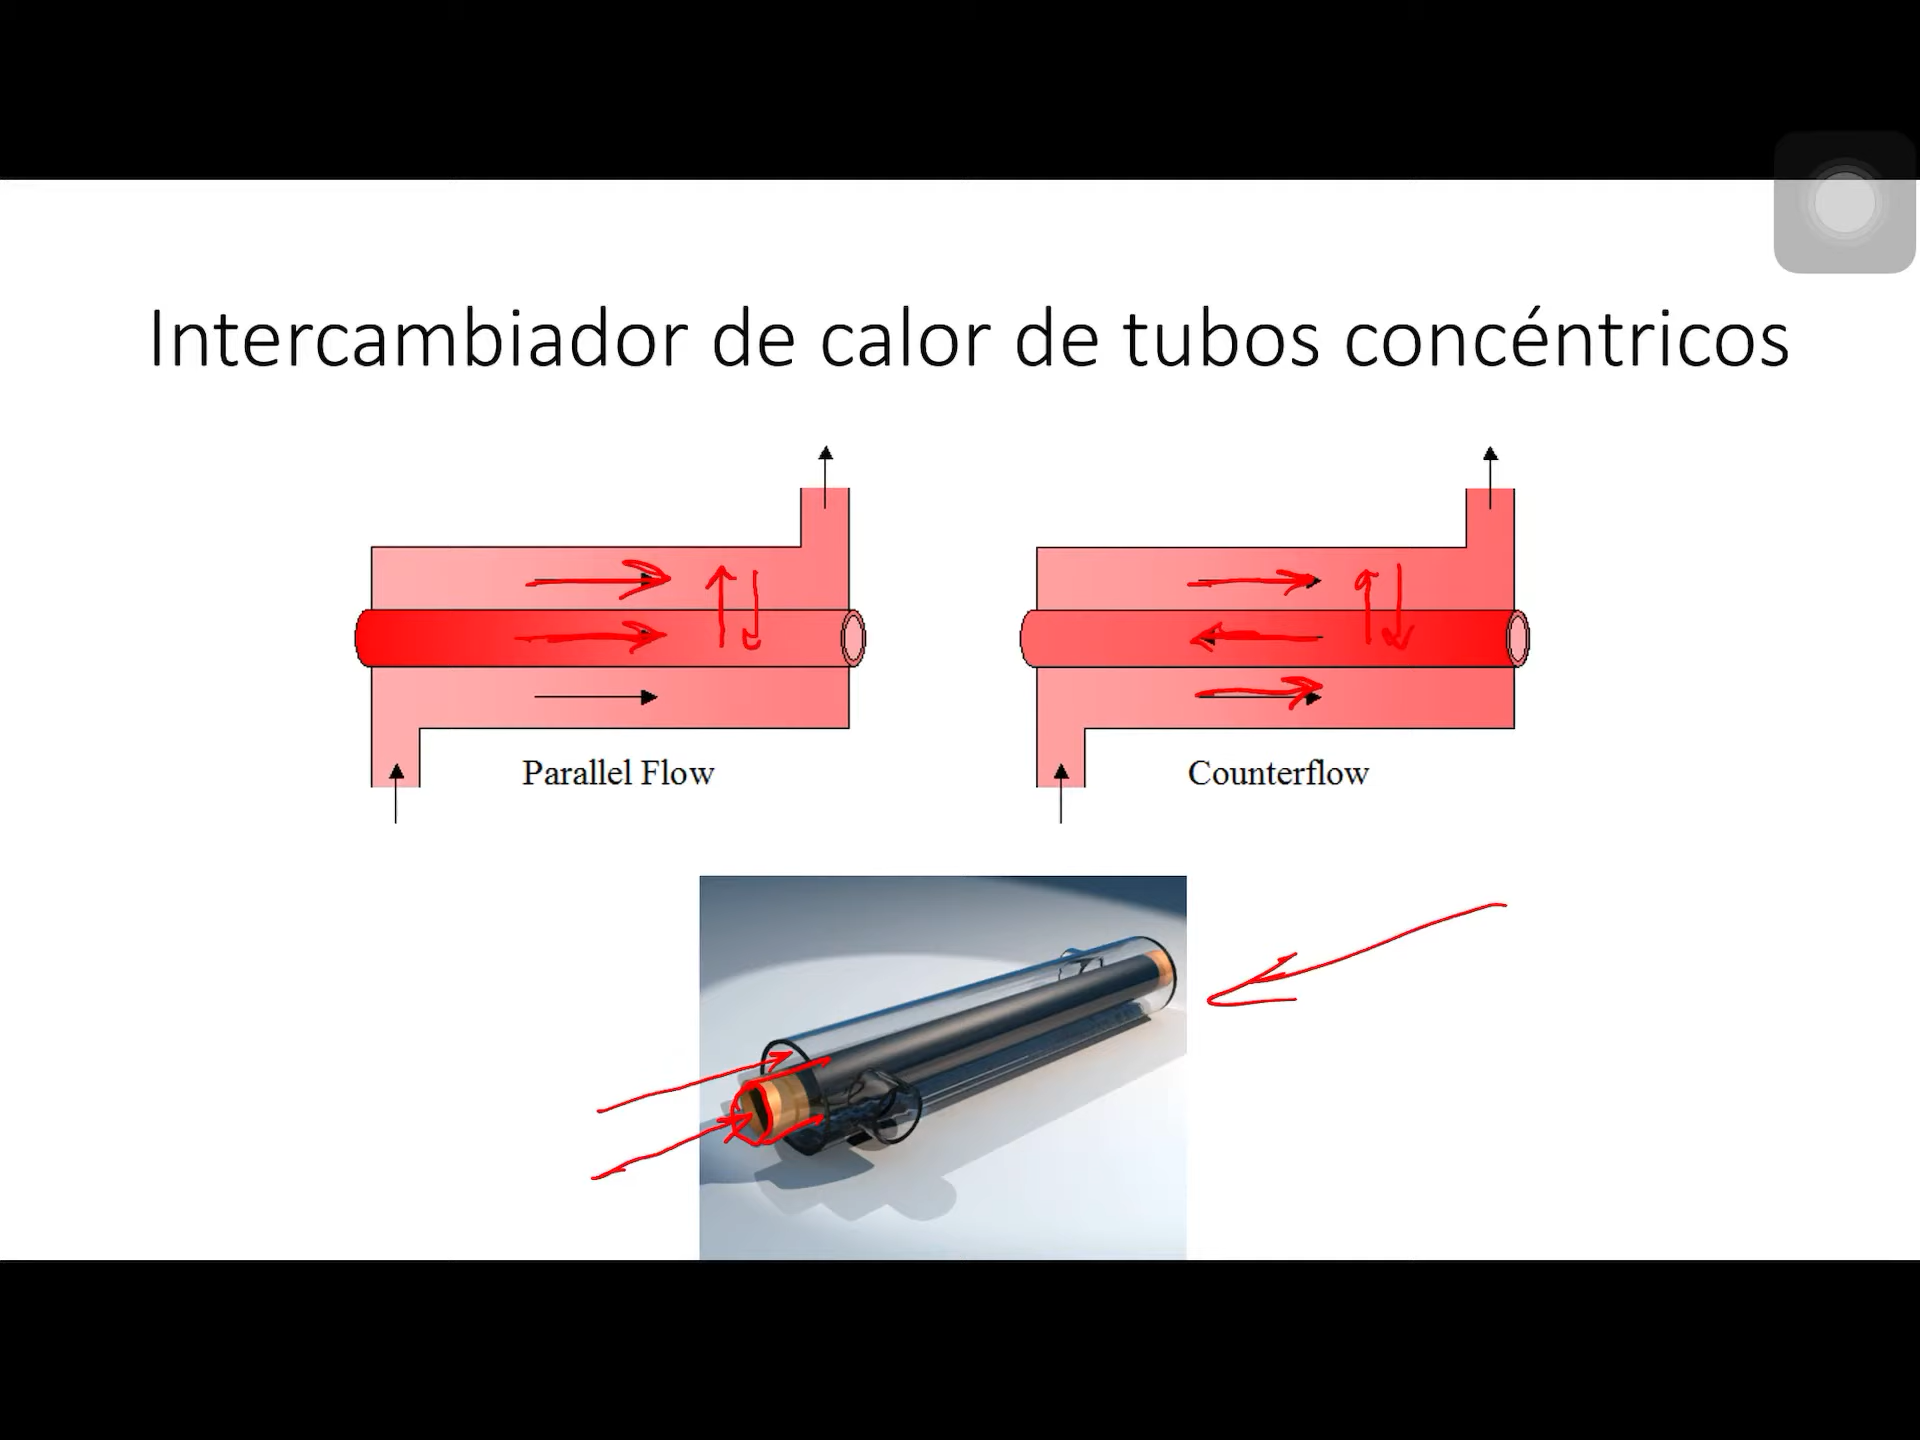 Intercambiador de calor de tubos concéntricos
Parallel Flow
Counterflow